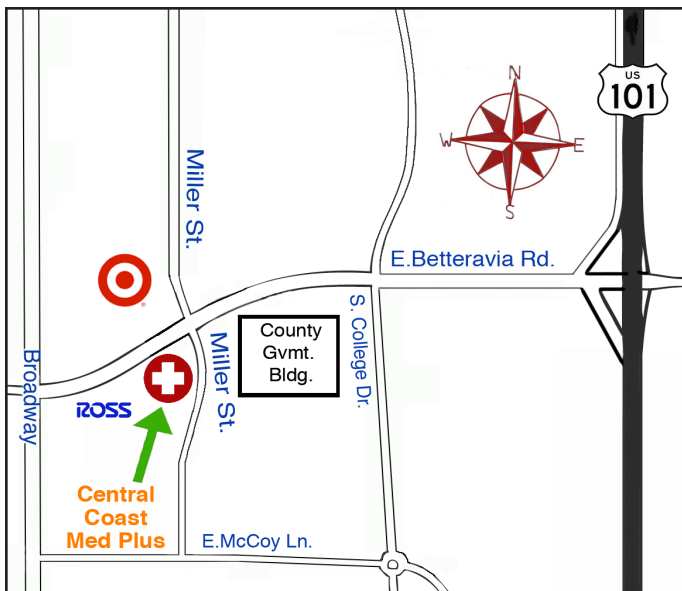 N
US
101
W
E
S
Miller St.
E.Betteravia Rd.
County
Gvmt.
Bldg.
S. College Dr.
Miller St.
Broadway
ROSS
Central
Coast
Med Plus
E.McCoy Ln.